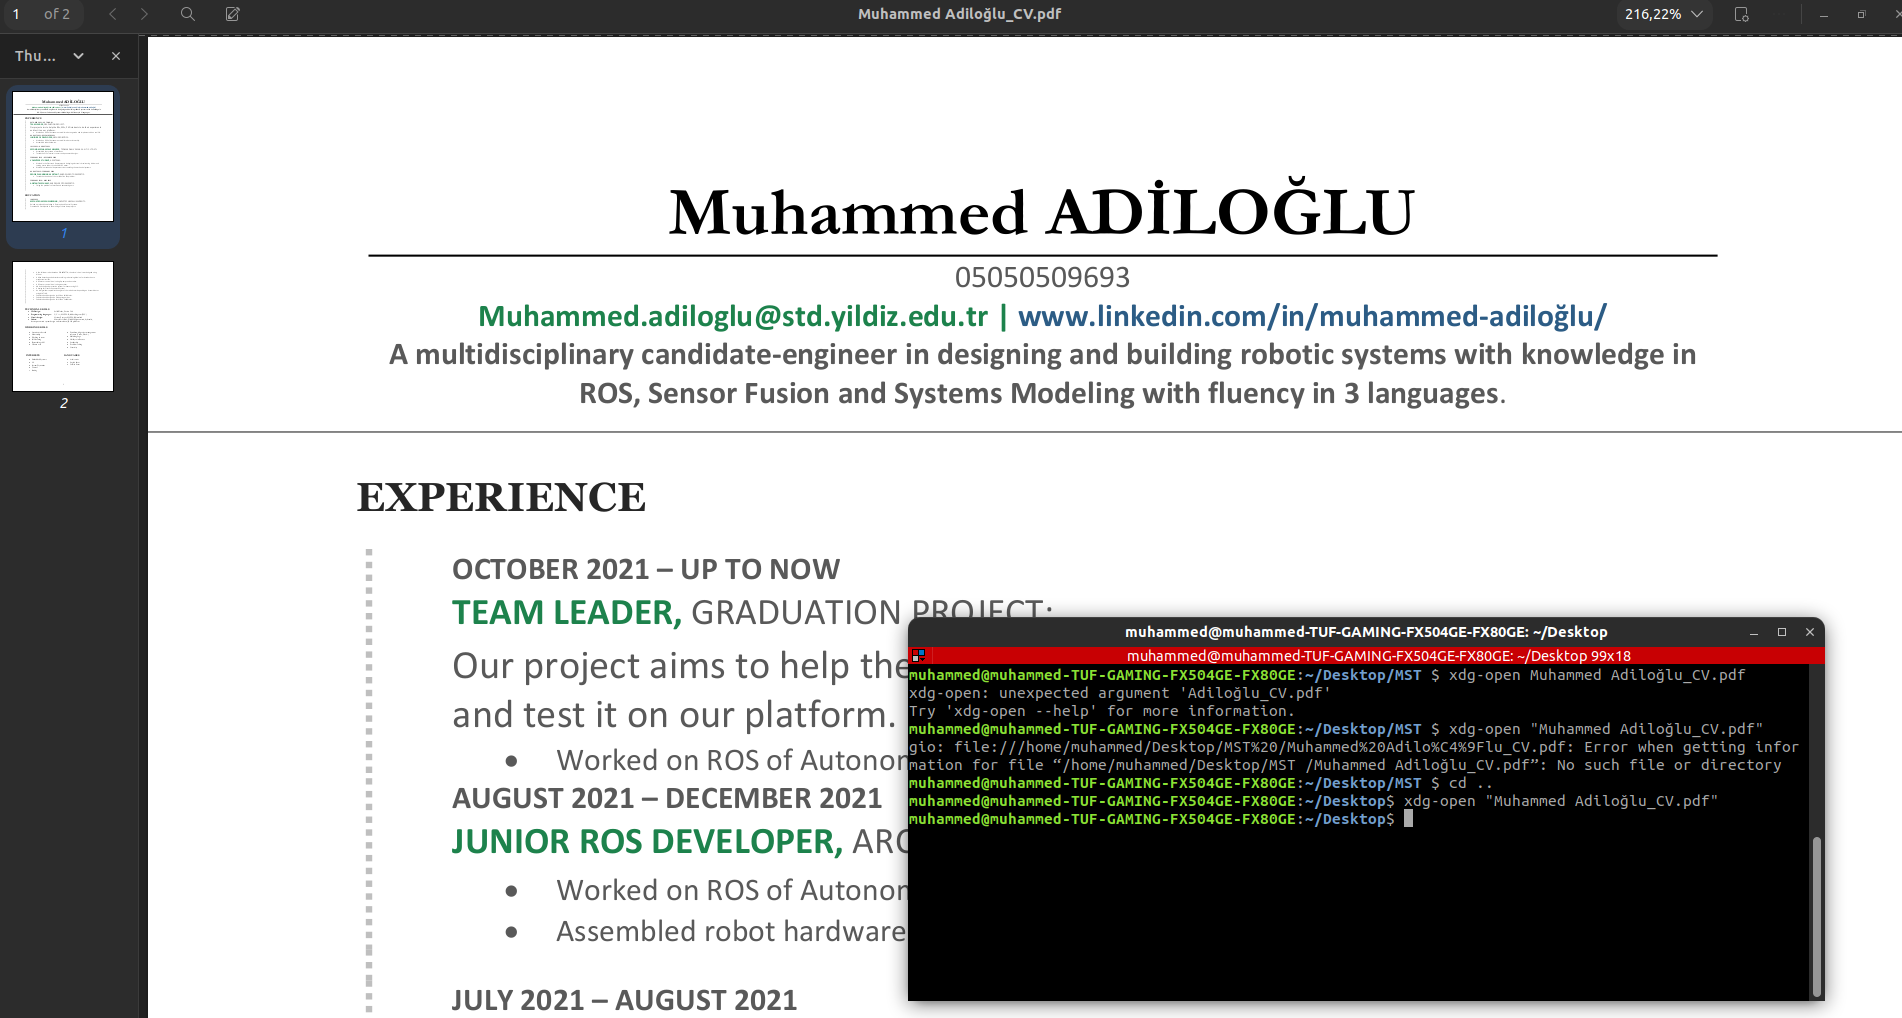 1 of 2
Muhammed Adiloğlu_CV.pdf
216,22%
Thu...
1
2
Muhammed ADİLOĞLU
05050509693
Muhammed.adiloglu@std.yildiz.edu.tr | www.linkedin.com/in/muhammed-adiloğlu/
A multidisciplinary candidate-engineer in designing and building robotic systems with knowledge in
ROS, Sensor Fusion and Systems Modeling with fluency in 3 languages.
EXPERIENCE
OCTOBER 2021 – UP TO NOW
TEAM LEADER, GRADUATION PROJECT:
Our project aims to help the
and test it on our platform.
• Worked on ROS of Autonom
AUGUST 2021 – DECEMBER 2021
JUNIOR ROS DEVELOPER, ARC
• Worked on ROS of Autonom
• Assembled robot hardware
JULY 2021 – AUGUST 2021
muhammed@muhammed-TUF-GAMING-FX504GE-FX80GE: ~/Desktop
muhammed@muhammed-TUF-GAMING-FX504GE-FX80GE: ~/Desktop 99x18
muhammed@muhammed-TUF-GAMING-FX504GE-FX80GE:~/Desktop/MST $ xdg-open Muhammed Adiloğlu_CV.pdf
xdg-open: unexpected argument 'Adiloğlu_CV.pdf'
Try 'xdg-open --help' for more information.
muhammed@muhammed-TUF-GAMING-FX504GE-FX80GE:~/Desktop/MST $ xdg-open "Muhammed Adiloğlu_CV.pdf"
gio: file:///home/muhammed/Desktop/MST%20/Muhammed%20Adilo%C4%9Flu_CV.pdf: Error when getting infor
mation for file “/home/muhammed/Desktop/MST /Muhammed Adiloğlu_CV.pdf”: No such file or directory
muhammed@muhammed-TUF-GAMING-FX504GE-FX80GE:~/Desktop/MST $ cd ..
muhammed@muhammed-TUF-GAMING-FX504GE-FX80GE:~/Desktop$ xdg-open "Muhammed Adiloğlu_CV.pdf"
muhammed@muhammed-TUF-GAMING-FX504GE-FX80GE:~/Desktop$